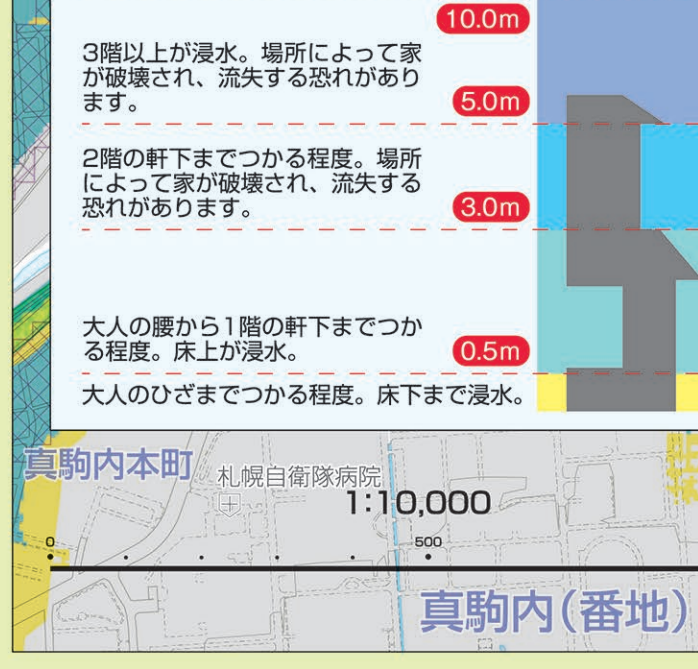 10.0m
3階以上が浸水。場所によって家
が破壊され、流失する恐れがあり
ます。
5.0m
2階の軒下までつかる程度。場所
によって家が破壊され、流失する
恐れがあります。
3.0m
大人の腰から1階の軒下までつか
る程度。床上が浸水。
0.5m
大人のひざまでつかる程度。床下まで浸水。
真駒内本町
札幌自衛隊病院
1:10,000
0
500
真駒内(番地)